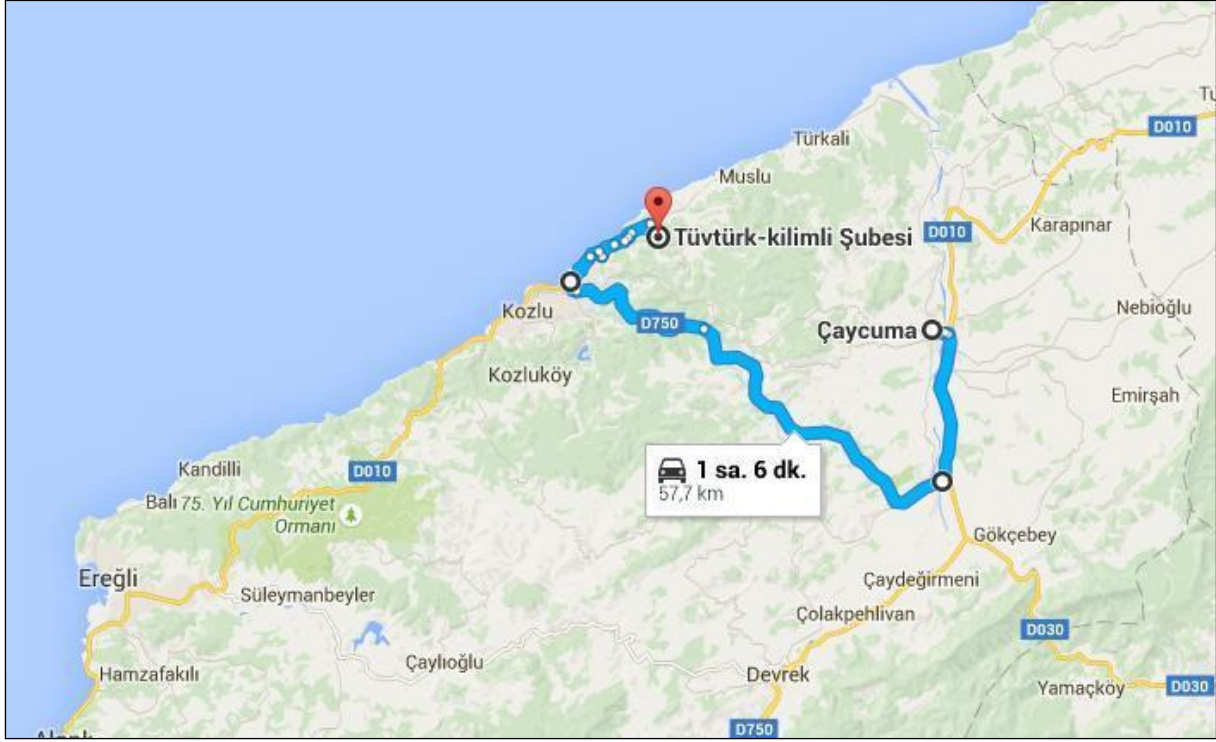 Tu
D010
Türkali
Muslu
Karapınar
D010
Tüvtürk-kilimli Şubesi
Nebioğlu
Kozlu
D750
Çaycuma
Kozluköy
Emirşah
Kandilli
D010
1 sa. 6 dk.
57,7 km
Balı
75. Yıl Cumhuriyet
Ormanı
Gökçebey
Ereğli
Süleymanbeyler
Çaydeğirmeni
Çolakpehlivan
D030
Çaylıoğlu
Hamzafakılı
Devrek
Yamaçköy
D030
D750